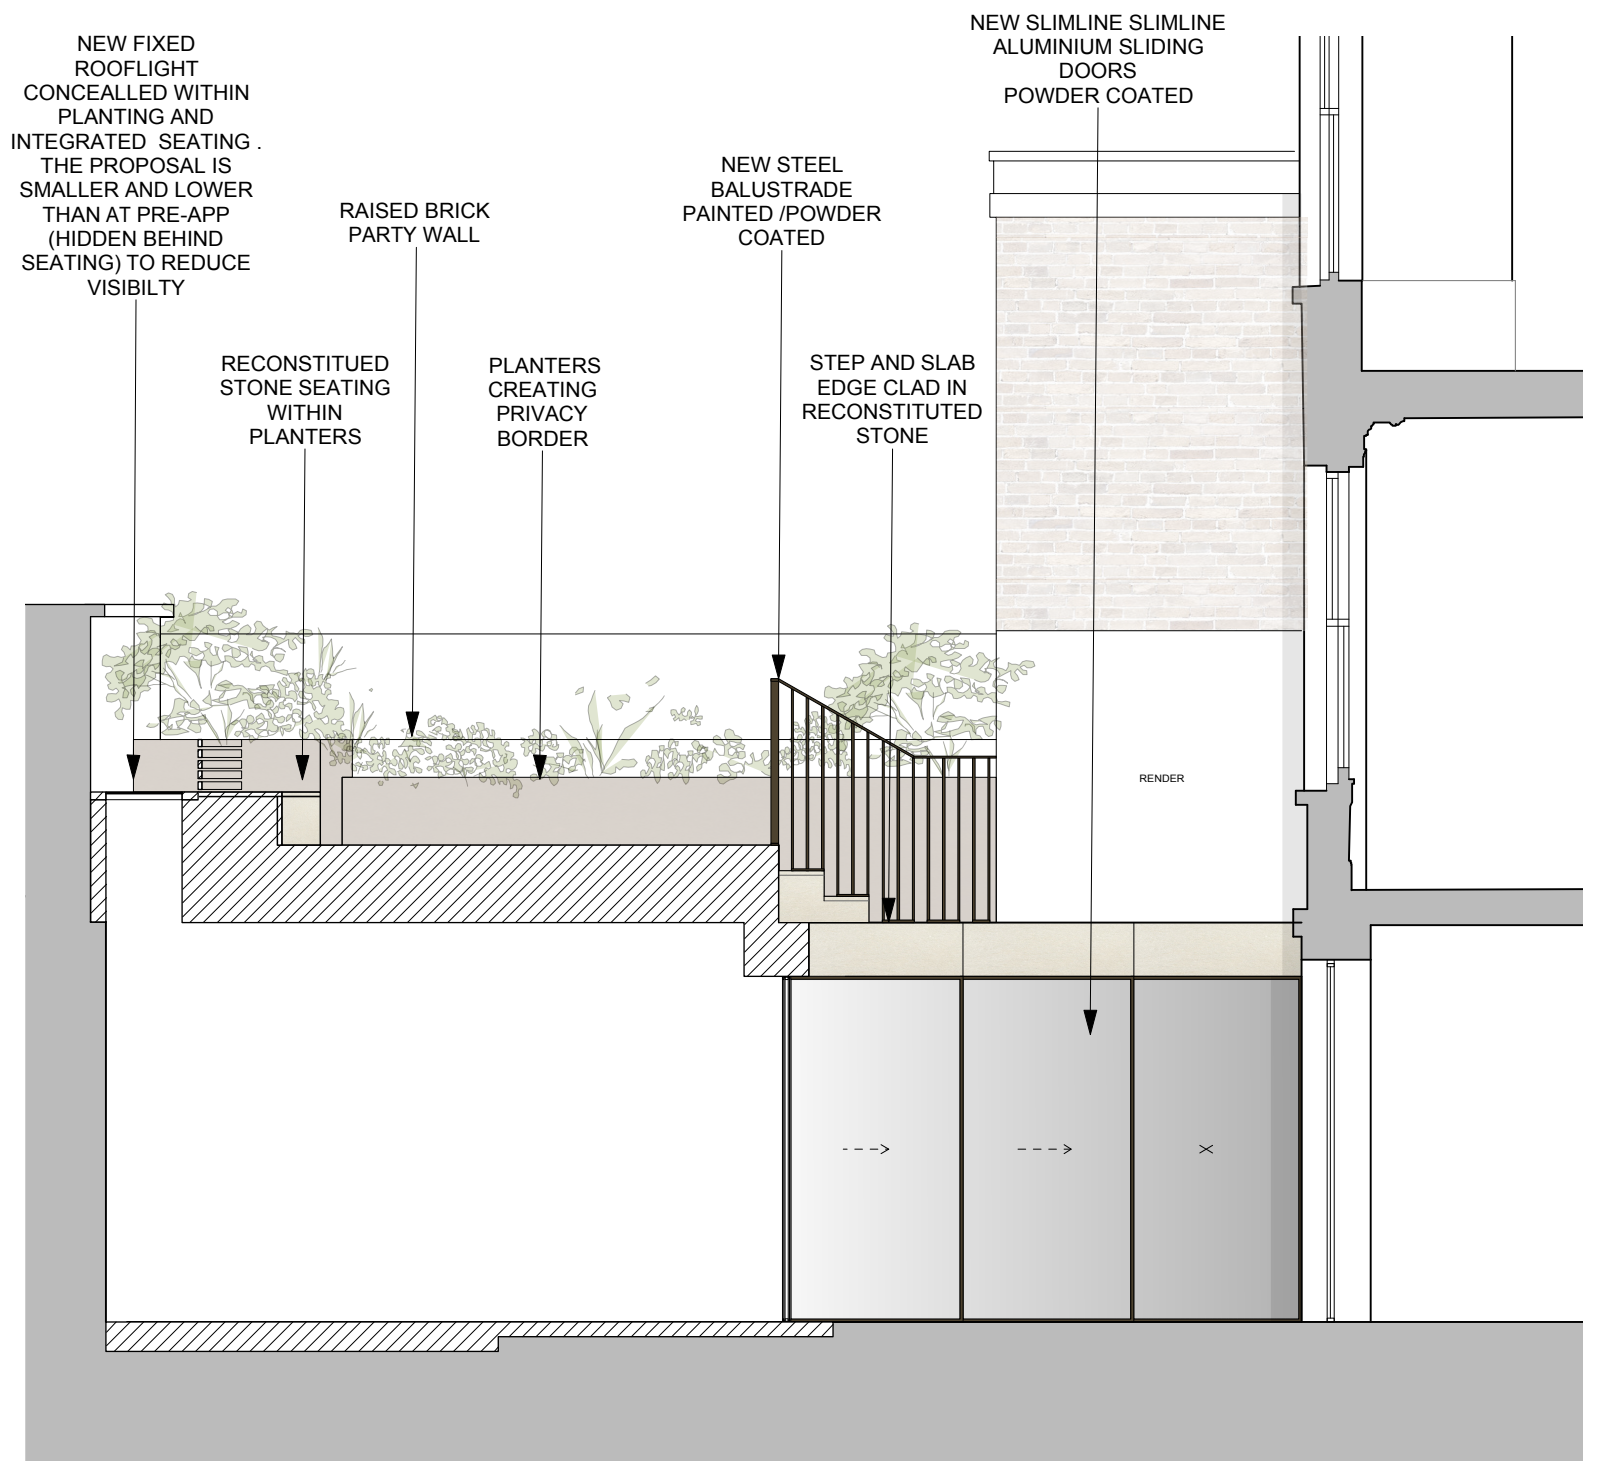 NEW FIXED
ROOFLIGHT
CONCEALLED WITHIN
PLANTING AND
INTEGRATED  SEATING .
THE PROPOSAL IS
SMALLER AND LOWER
THAN AT PRE-APP
(HIDDEN BEHIND
SEATING) TO REDUCE
VISIBILTY
RECONSTITUED
STONE SEATING
WITHIN
PLANTERS
RAISED BRICK
PARTY WALL
PLANTERS
CREATING
PRIVACY
BORDER
NEW STEEL
BALUSTRADE
PAINTED /POWDER
COATED
STEP AND SLAB
EDGE CLAD IN
RECONSTITUTED
STONE
NEW SLIMLINE SLIMLINE
ALUMINIUM SLIDING
DOORS
POWDER COATED
RENDER